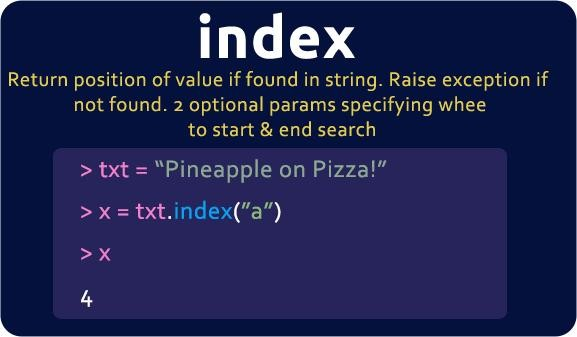 index
Return position of value if found in string. Raise exception if
not found. 2 optional params specifying whee
to start & end search
> txt = “Pineapple on Pizza!”
> x = txt.index(”a”)
> x
4